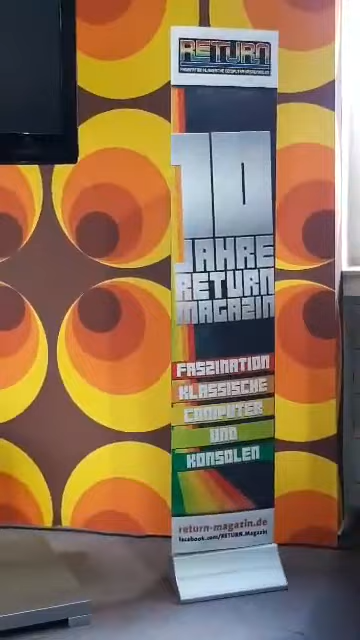 RETURN
10
JAHRE
RETURN
MAGAZIN
FASZINATION
KLASSISCHE
COMPUTER
UND
KONSOLEN
return-magazin.de
facebook.com/RETURN.Magazin